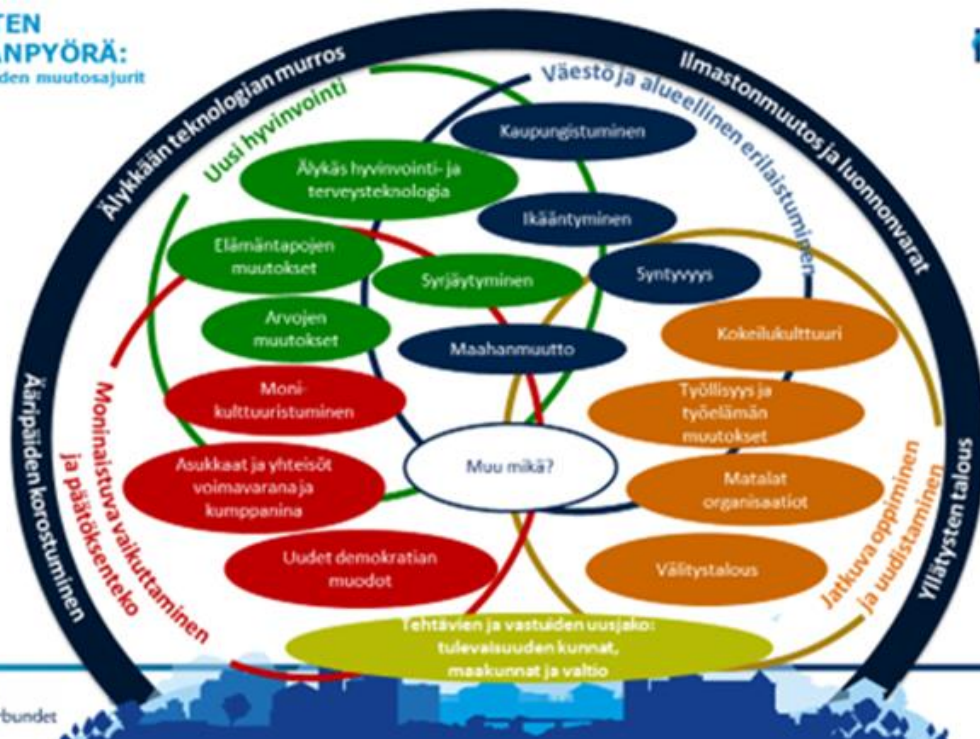 TEN
ANPYÖRÄ:
den muutosajurit
Älykkään teknologian murros
Ilmastonmuutos ja luonnonvarat
Ääripäiden korostuminen
Yllätysten talous
Uusi hyvinvointi
Väestö ja alueellinen erilaistuminen
Kaupungistuminen
Älykäs hyvinvointi- ja
terveysteknologia
Ikääntyminen
Elämäntapojen
muutokset
Syrjäytyminen
Syntyvyys
Arvojen
muutokset
Maahanmuutto
Kokeilukulttuuri
Moni-
kulttuuristuminen
Työllisyys ja
työelämän
muutokset
Muu mikä?
Asukkaat ja yhteisöt
voimavarana ja
kumppanina
Matalat
organisaatiot
Uudet demokratian
muodot
Välitystalous
Moninaistuva vaikuttaminen
ja päätöksenteko
Jatkuva oppiminen
ja uudistaminen
Tehtävien ja vastuiden uusjako:
tulevaisuuden kunnat,
maakunnat ja valtio
bundet